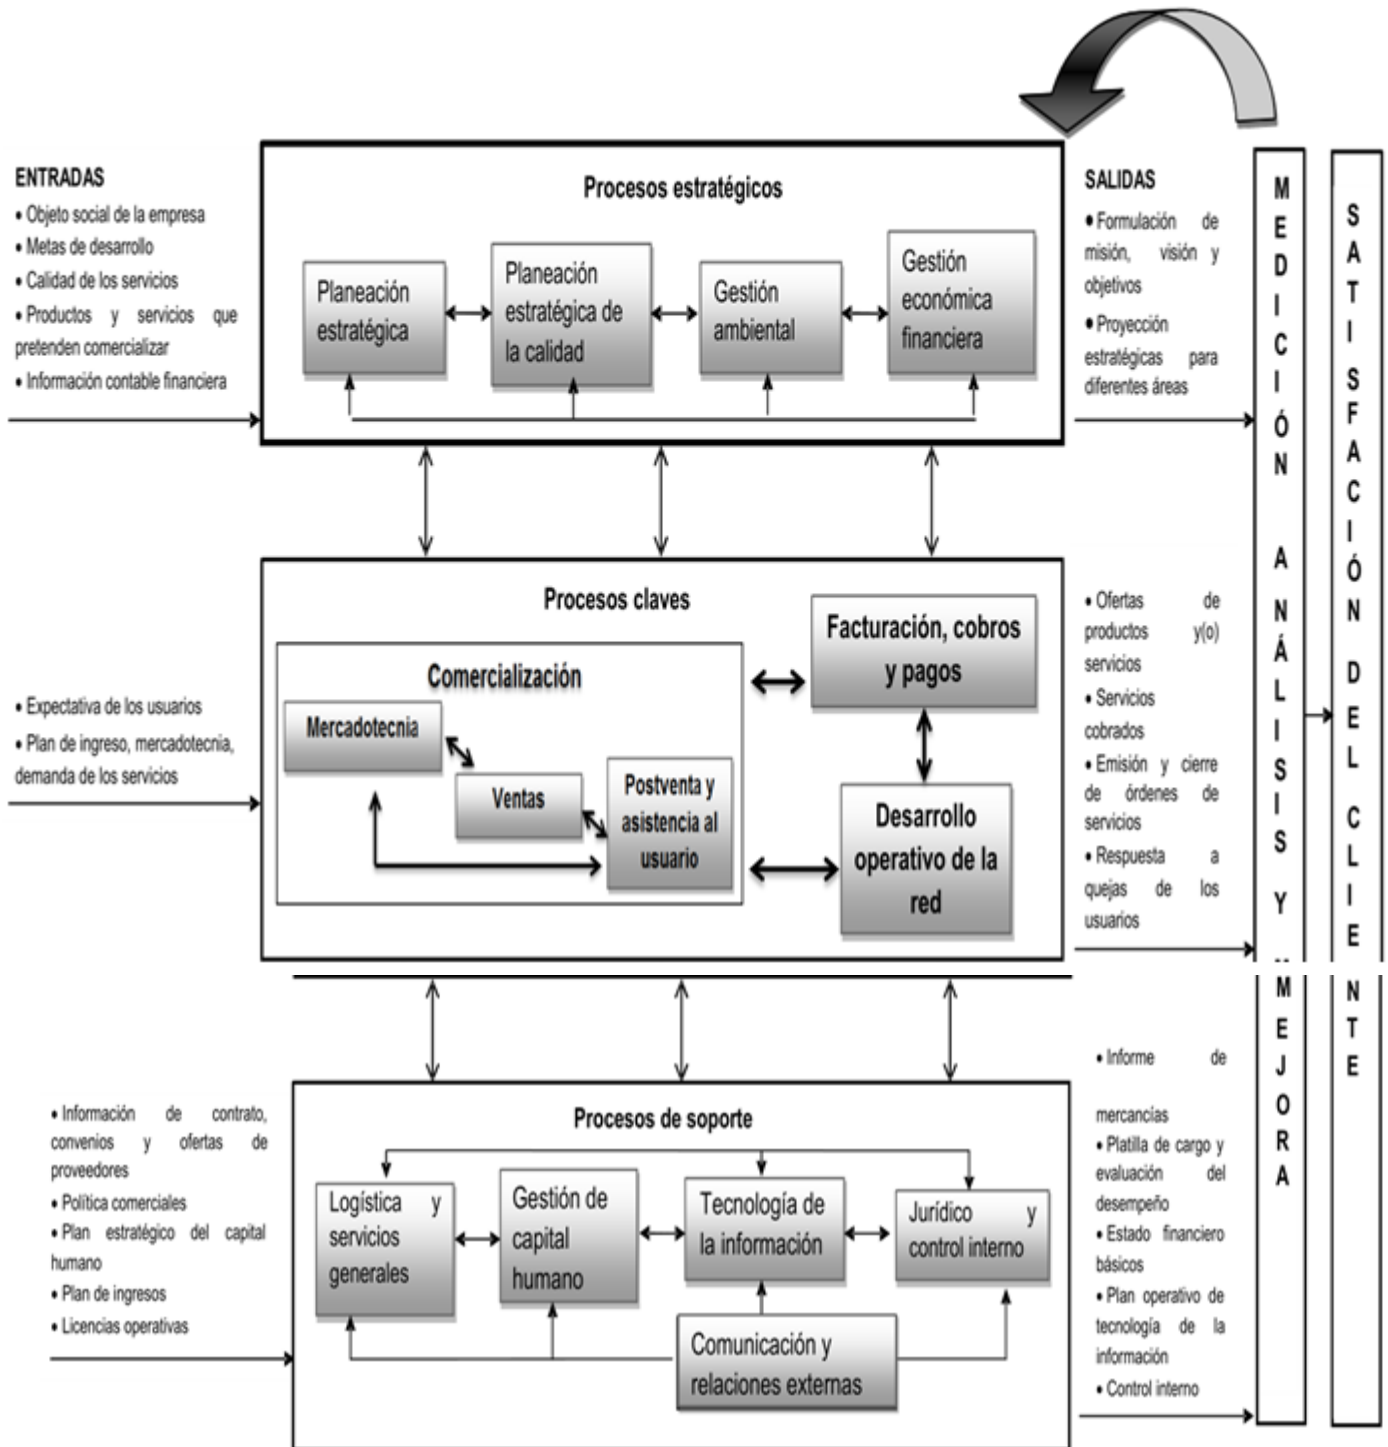 ENTRADAS
• Objeto social de la empresa
• Metas de desarrollo
• Calidad de los servicios
• Productos y servicios que
pretenden comercializar
• Información contable financiera
Procesos estratégicos
Planeación
estratégica
Planeación
estratégica de
la calidad
Gestión
ambiental
Gestión
económica
financiera
SALIDAS
• Formulación de
misión, visión y
objetivos
• Proyección
estratégicas para
diferentes áreas
• Expectativa de los usuarios
• Plan de ingreso, mercadotecnia,
demanda de los servicios
Procesos claves
Comercialización
Mercadotecnia
Ventas
Postventa y
asistencia al
usuario
Facturación, cobros
y pagos
Desarrollo
operativo de la
red
• Ofertas de
productos y(o)
servicios
• Servicios
cobrados
• Emisión y cierre
de órdenes de
servicios
• Respuesta a
quejas de los
usuarios
• Información de contrato,
convenios y ofertas de
proveedores
• Política comerciales
• Plan estratégico del capital
humano
• Plan de ingresos
• Licencias operativas
Procesos de soporte
Logística y
servicios
generales
Gestión de
capital
humano
Tecnología de
la información
Jurídico y
control interno
Comunicación y
relaciones externas
• Informe de
mercancías
• Platilla de cargo y
evaluación del
desempeño
• Estado financiero
básicos
• Plan operativo de
tecnología de la
información
• Control interno
MEDICIÓN ANÁLISIS Y MEJORA
SATISFACIÓN DEL CLIENTE